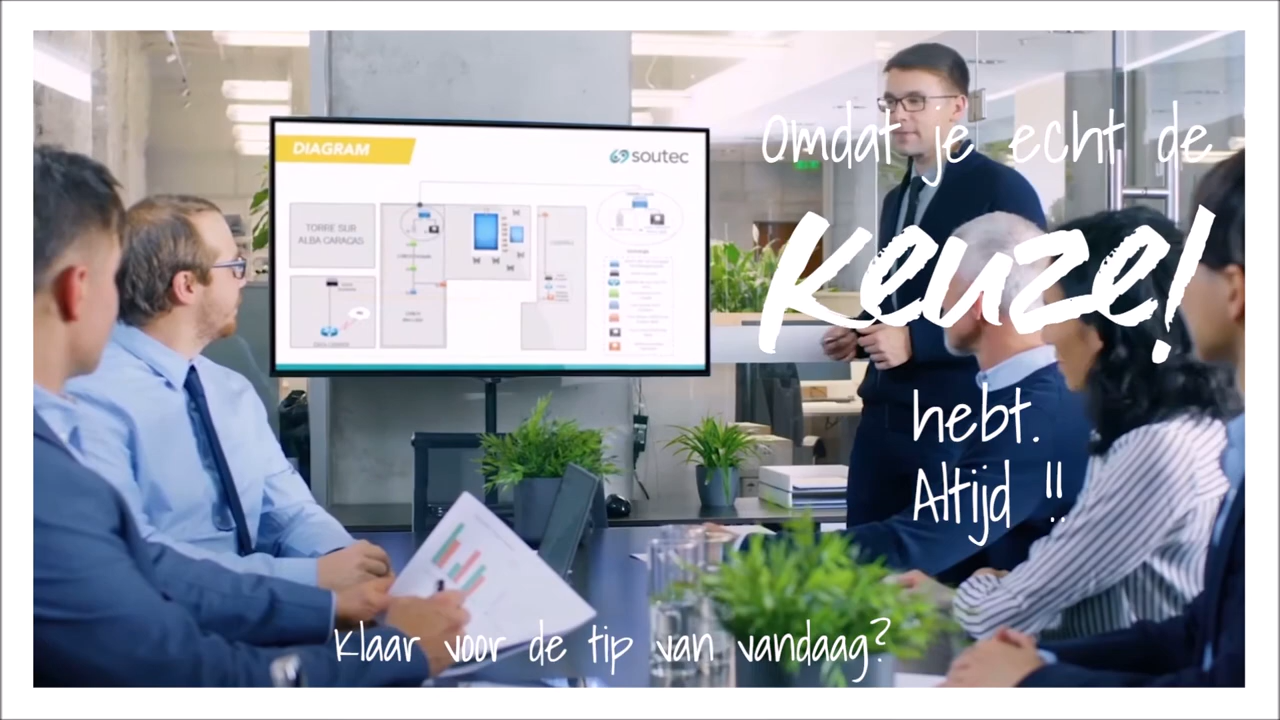 DIAGRAM
soutec
TORRE SUR
ALBA CARACAS
Omdat je echt de
keuze!
hebt.
Altijd !!
Klaar voor de tip van vandaag?